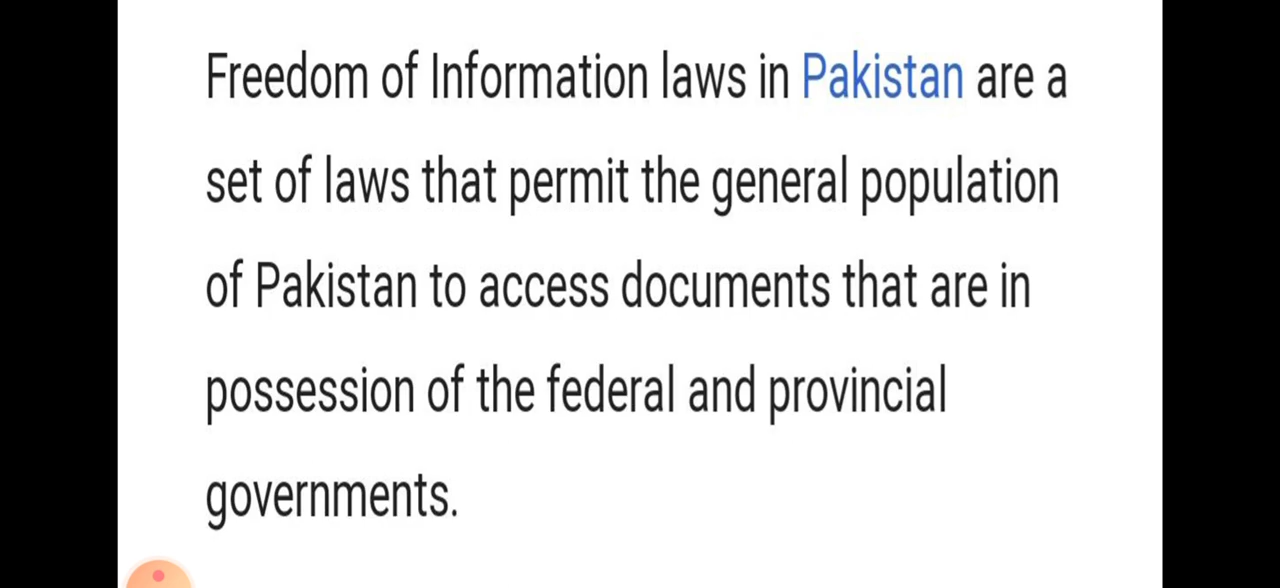 Freedom of Information laws in Pakistan are a
set of laws that permit the general population
of Pakistan to access documents that are in
possession of the federal and provincial
governments.